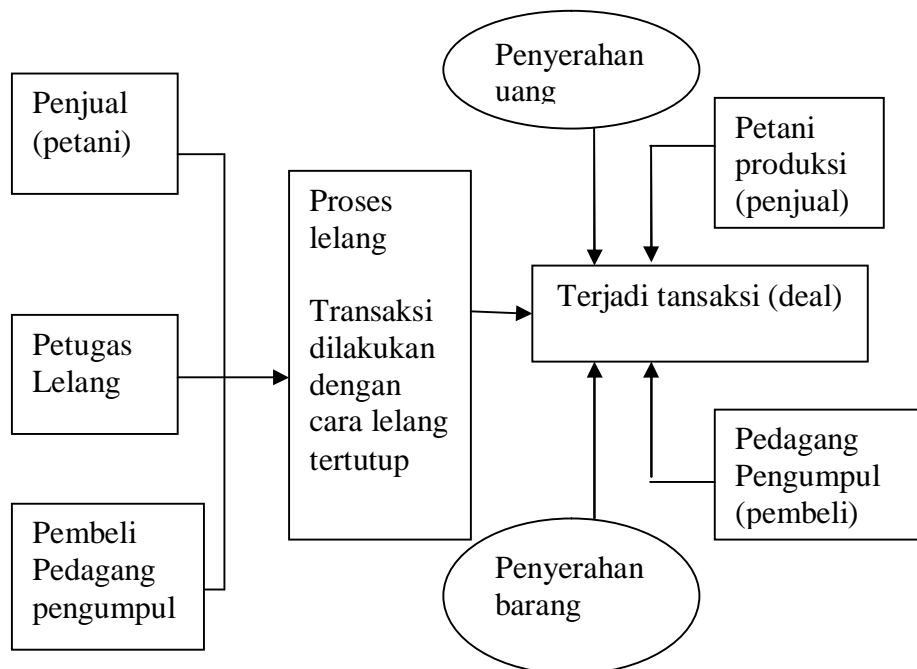 Penjual
(petani)
Petugas
Lelang
Pembeli
Pedagang
pengumpul
Proses
lelang
Transaksi
dilakukan
dengan
cara lelang
tertutup
Penyerahan
uang
Petani
produksi
(penjual)
Terjadi tansaksi (deal)
Pedagang
Pengumpul
(pembeli)
Penyerahan
barang